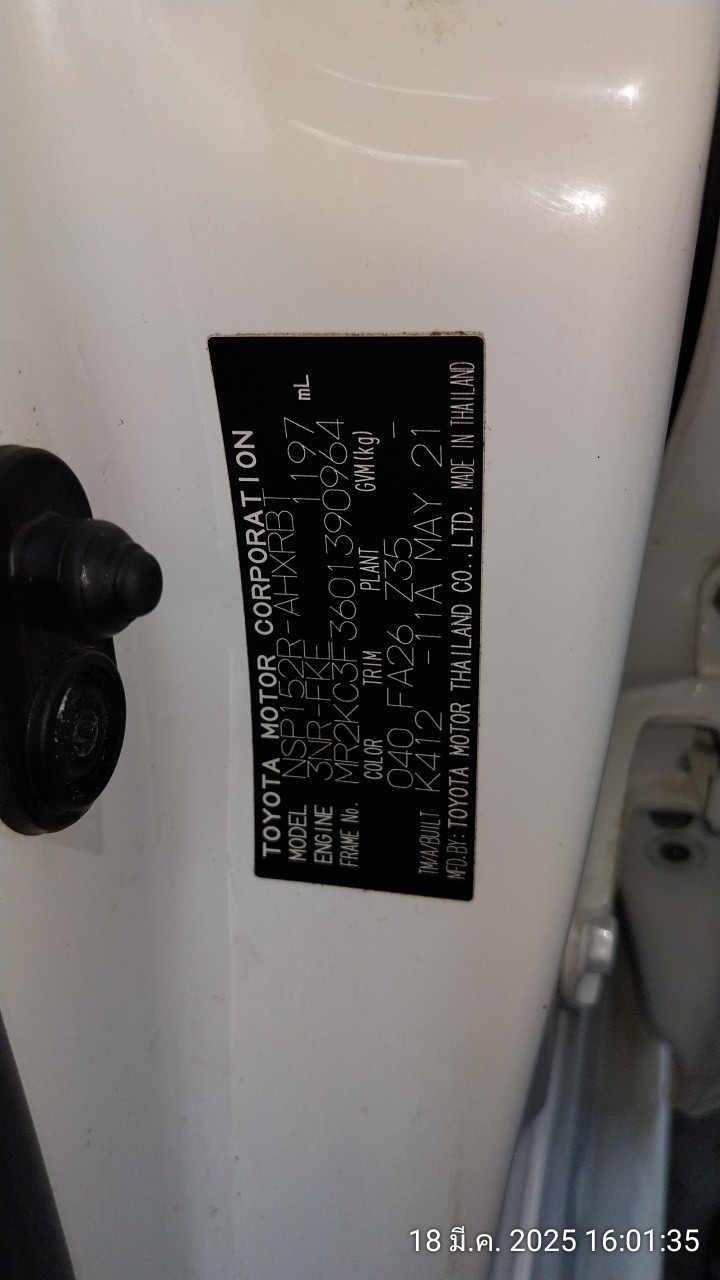 TOYOTA MOTOR CORPORATION
MODEL NSP152R-AHXRBT
ENGINE 3NR-FKE 1197 mL
FRAME No. MR2KC3F3601390964
COLOR TRIM PLANT GVM(kg)
040 FA26 Z35 -
TM/A/BUILT K412 -11A MAY 21
MFD.BY: TOYOTA MOTOR THAILAND CO.,LTD. MADE IN THAILAND
18 มี.ค. 2025 16:01:35